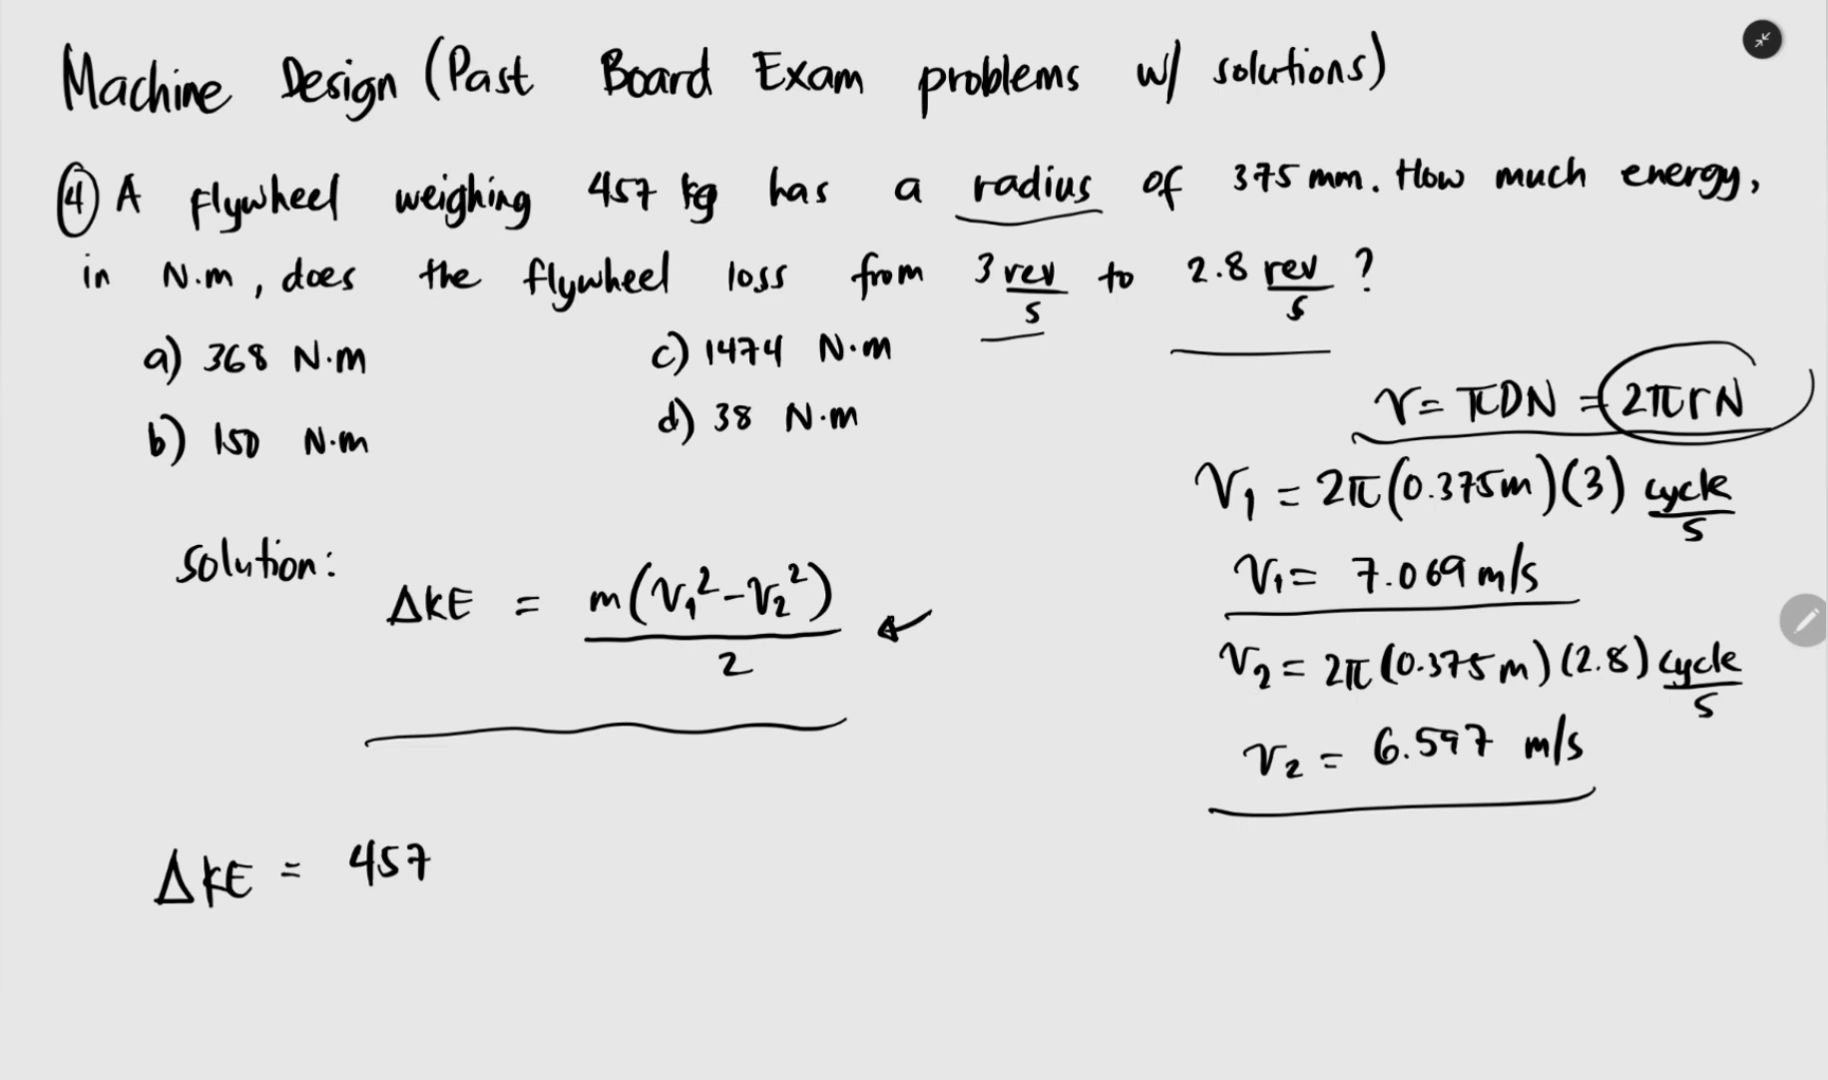 Machine Design (Past Board Exam problems w/ solutions)
④ A flywheel weighing 457 kg has a radius of 375 mm. How much energy,
in N.m, does the flywheel loss from 3 rev/s to 2.8 rev/s ?
a) 368 N·m
c) 1474 N·m
b) 150 N·m
d) 38 N·m
v = πDN = 2πrN
V₁ = 2π(0.375m)(3) cycle/s
V₁ = 7.069 m/s
V₂ = 2π(0.375m)(2.8) cycle/s
V₂ = 6.597 m/s
solution:
ΔKE = m(V₁²-V₂²)/2
ΔKE = 457